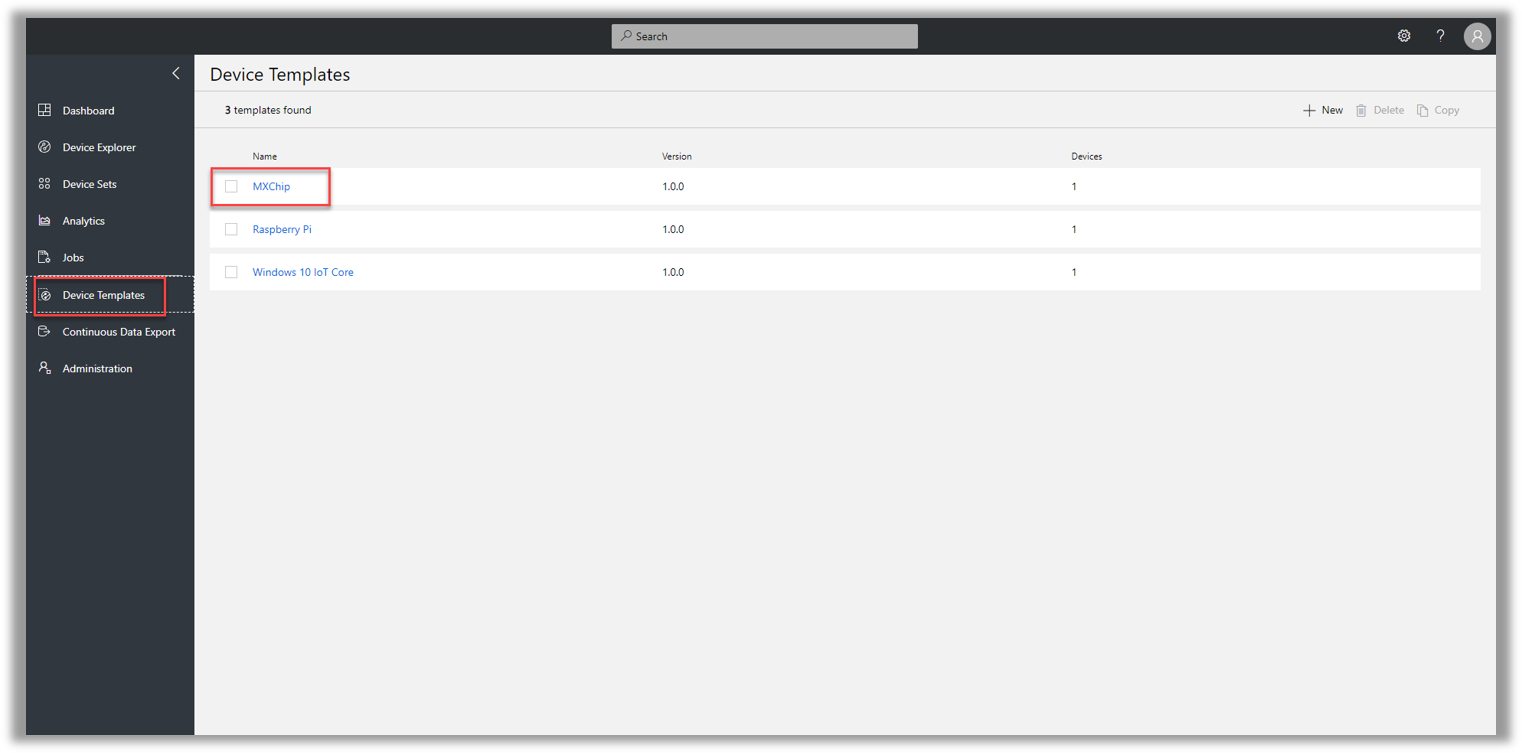 Search
?
Device Templates
3 templates found
New Delete Copy
Dashboard
Device Explorer
Device Sets
Analytics
Jobs
Device Templates
Continuous Data Export
Administration
Name Version Devices
MXChip 1.0.0 1
Raspberry Pi 1.0.0 1
Windows 10 IoT Core 1.0.0 1